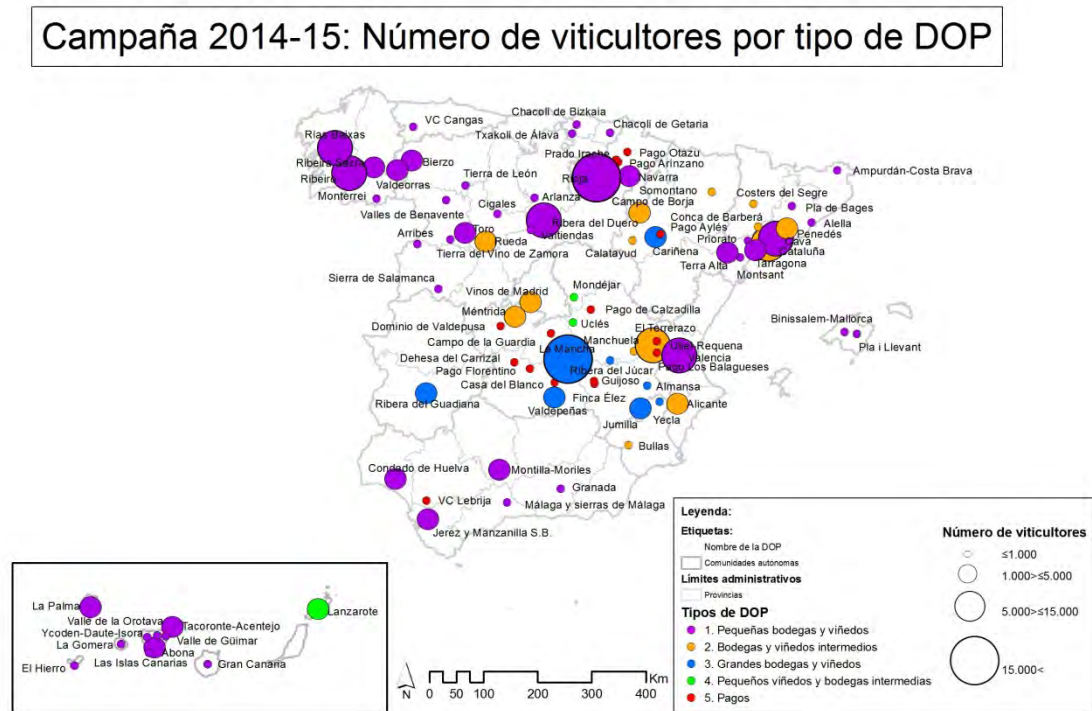 Campaña 2014-15: Número de viticultores por tipo de DOP
Chacolí de Bizkaia
VC Cangas
Txakoli de Álava
Chacolí de Getaria
Rías Baixas
Prado Irache
Pago Otazu
Ribeira Sacra
Bierzo
Pago Arínzano
Ampurdán-Costa Brava
Ribeiro
Valdeorras
Tierra de León
Rioja
Navarra
Somontano
Costers del Segre
Monterrei
Arlanza
Campo de Borja
Pla de Bages
Valles de Benavente
Cigales
Conca de Barberá
Alella
Ribera del Duero
Pago Aylés
Penedés
Arribes
Toro
Valtiendas
Priorato
Cava
Rueda
Cariñena
Cataluña
Tierra del Vino de Zamora
Calatayud
Tarragona
Terra Alta
Montsant
Sierra de Salamanca
Mondéjar
Vinos de Madrid
Méntrida
Pago de Calzadilla
Binissalem-Mallorca
Dominio de Valdepusa
Uclés
El Terrerazo
Campo de la Guardia
Manchuela
Utiel-Requena
Pla i Llevant
La Mancha
Valencia
Dehesa del Carrizal
Pago Los Balagueses
Pago Florentino
Ribera del Júcar
Casa del Blanco
Guijoso
Almansa
Ribera del Guadiana
Finca Élez
Alicante
Valdepeñas
Yecla
Jumilla
Bullas
Condado de Huelva
Montilla-Moriles
Granada
VC Lebrija
Málaga y sierras de Málaga
Jerez y Manzanilla S.B.
La Palma
Lanzarote
Valle de la Orotava
Tacoronte-Acentejo
Ycoden-Daute-Isora
Valle de Güimar
La Gomera
Abona
Las Islas Canarias
Gran Canaria
El Hierro
N
Km
0 50 100 200 300 400
Leyenda:
Etiquetas:
Nombre de la DOP
Comunidades autonomas
Límites administrativos
Provincias
Tipos de DOP
1. Pequeñas bodegas y viñedos
2. Bodegas y viñedos intermedios
3. Grandes bodegas y viñedos
4. Pequeños viñedos y bodegas intermedias
5. Pagos
Número de viticultores
≤1.000
1.000>≤5.000
5.000>≤15.000
15.000<